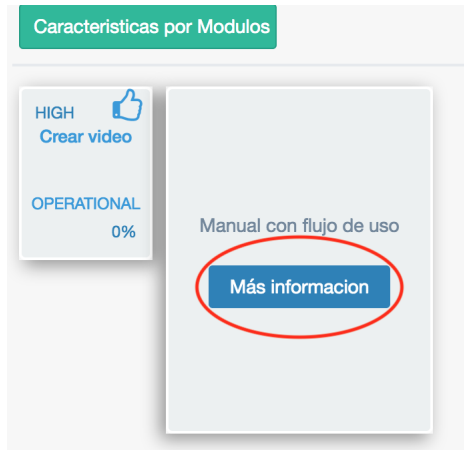 Caracteristicas por Modulos
HIGH
Crear video
OPERATIONAL
0%
Manual con flujo de uso
Más informacion